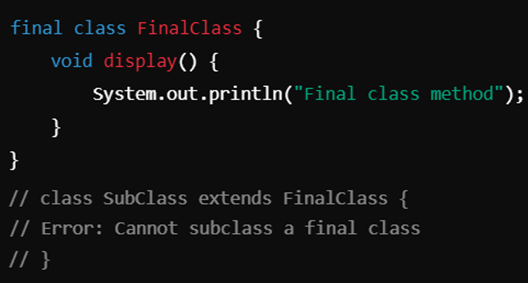 final class FinalClass {
    void display() {
        System.out.println("Final class method");
    }
}
// class SubClass extends FinalClass {
// Error: Cannot subclass a final class
// }